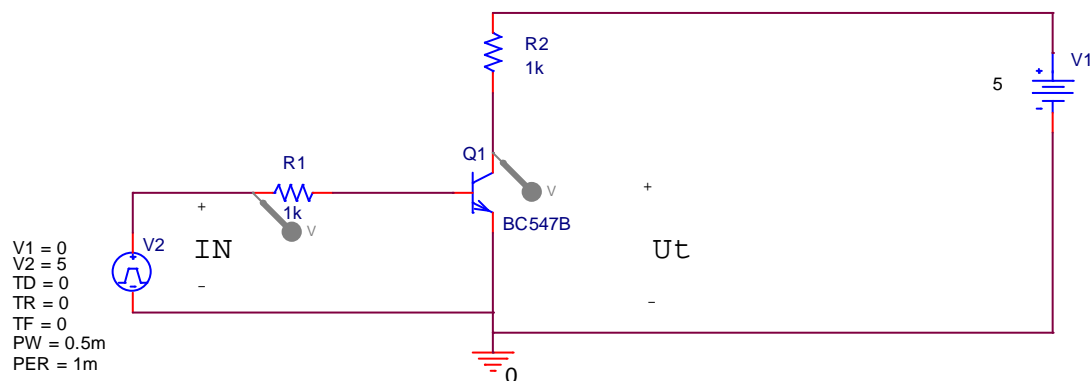 R2
1k
V1
+
-
5
Q1
R1
1k
V
V
BC547B
+
IN
-
+
Ut
-
V2
+
V1 = 0
V2 = 5
TD = 0
TR = 0
TF = 0
PW = 0.5m
PER = 1m
0